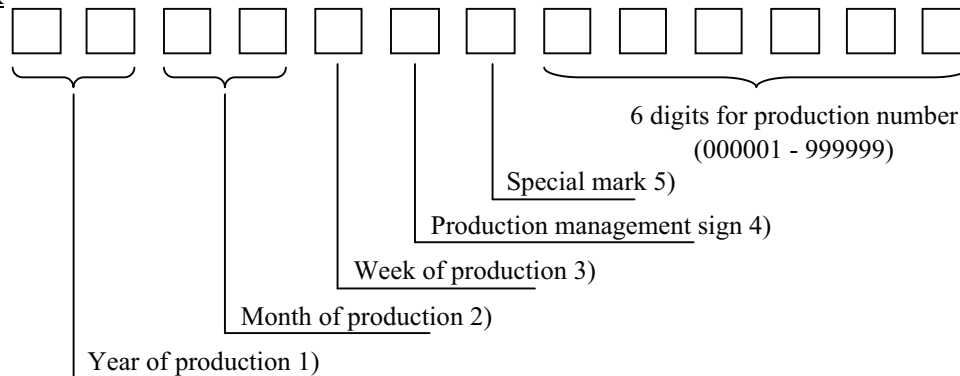 6 digits for production number
(000001 - 999999)
Special mark 5)
Production management sign 4)
Week of production 3)
Month of production 2)
Year of production 1)